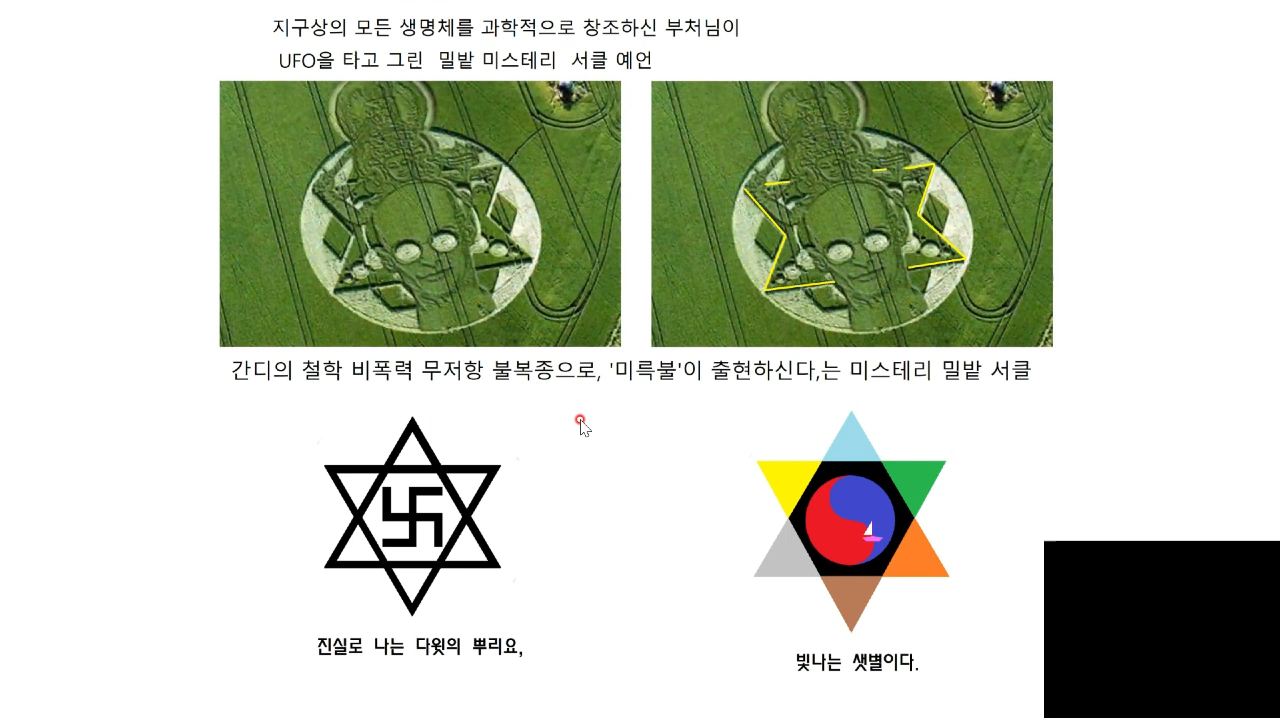 지구상의 모든 생명체를 과학적으로 창조하신 부처님이
UFO을 타고 그린 밀밭 미스테리 서클 예언
간디의 철학 비폭력 무저항 불복종으로, '미륵불'이 출현하신다,는 미스테리 밀밭 서클
진실로 나는 다윗의 뿌리요,
빛나는 샛별이다.